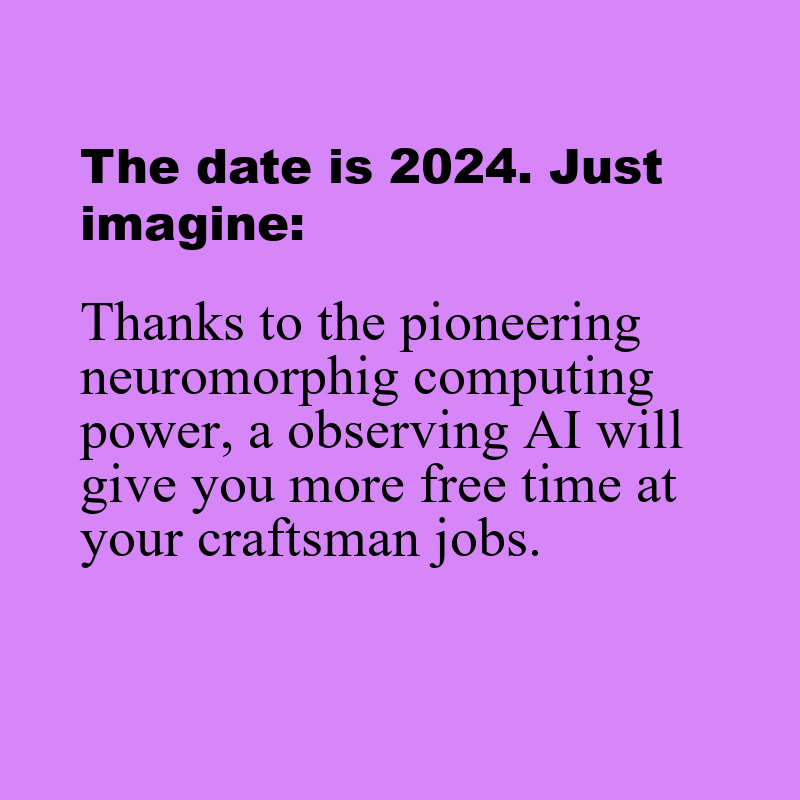 The date is 2024. Just
imagine:
Thanks to the pioneering
neuromorphig computing
power, a observing AI will
give you more free time at
your craftsman jobs.